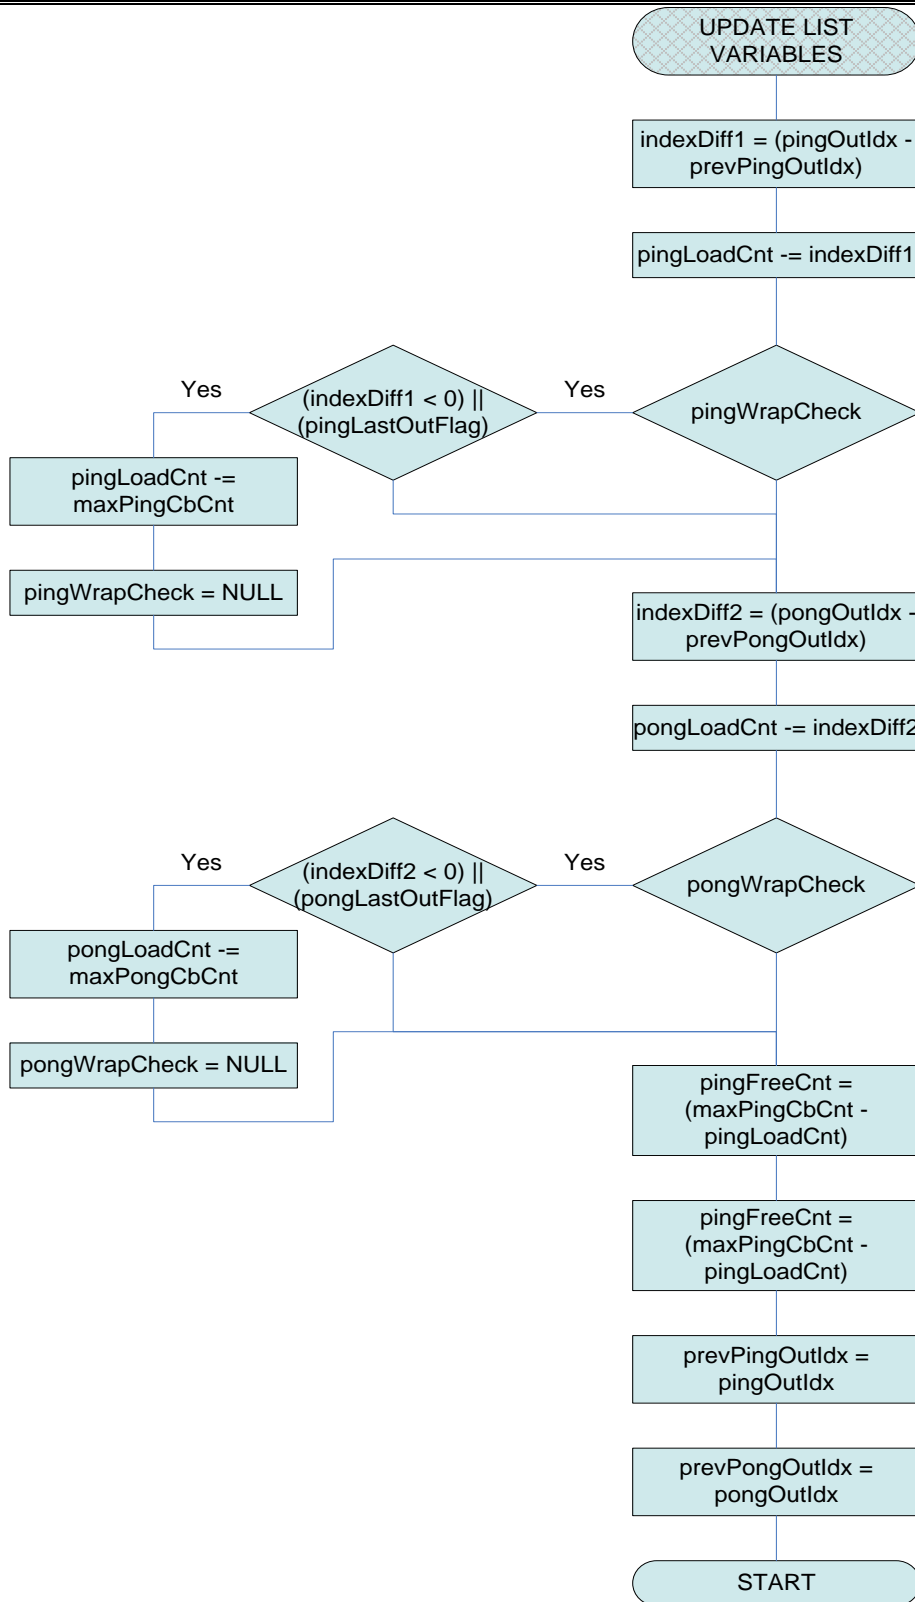 UPDATE LIST
VARIABLES
indexDiff1 = (pingOutIdx -
prevPingOutIdx)
pingLoadCnt -= indexDiff1
pingWrapCheck
Yes
(indexDiff1 < 0) ||
(pingLastOutFlag)
Yes
pingLoadCnt -=
maxPingCbCnt
pingWrapCheck = NULL
indexDiff2 = (pongOutIdx -
prevPongOutIdx)
pongLoadCnt -= indexDiff2
pongWrapCheck
Yes
(indexDiff2 < 0) ||
(pongLastOutFlag)
Yes
pongLoadCnt -=
maxPongCbCnt
pongWrapCheck = NULL
pingFreeCnt =
(maxPingCbCnt -
pingLoadCnt)
pingFreeCnt =
(maxPingCbCnt -
pingLoadCnt)
prevPingOutIdx =
pingOutIdx
prevPongOutIdx =
pongOutIdx
START